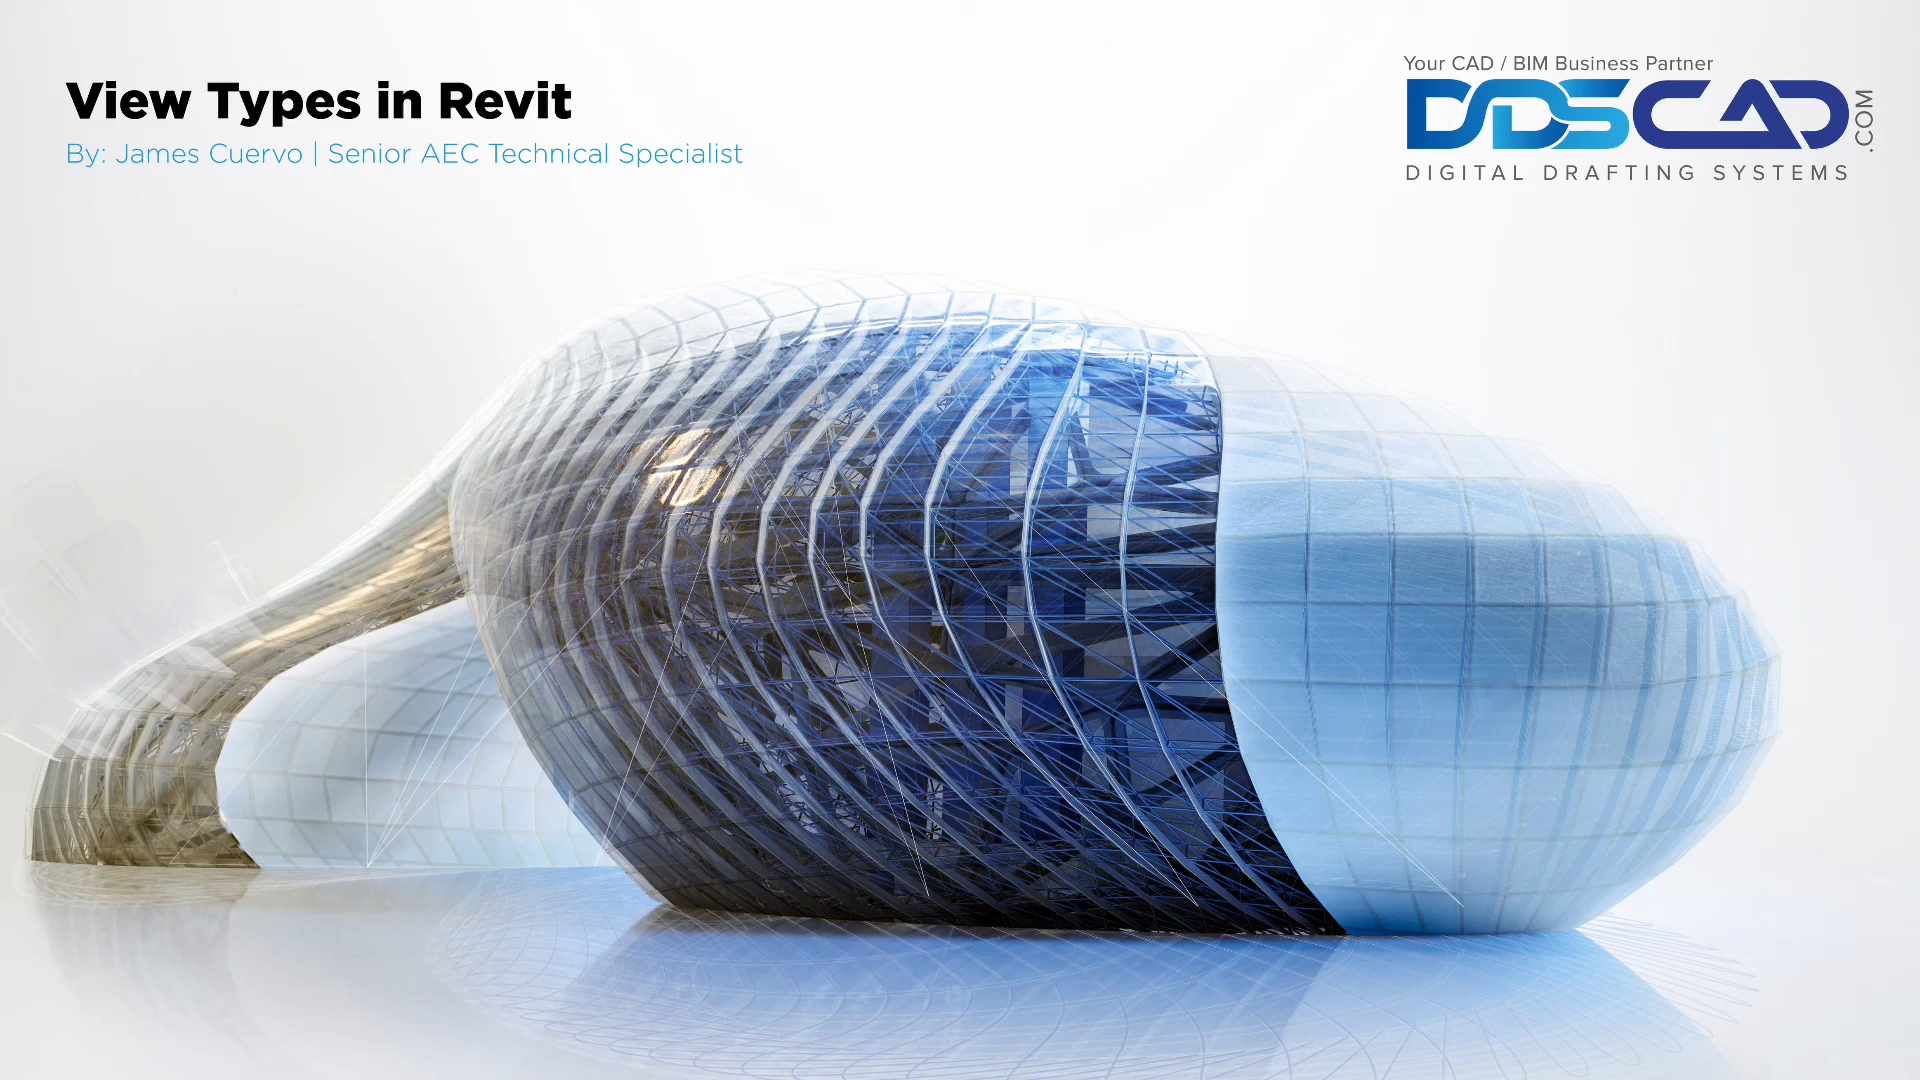 View Types in Revit
By: James Cuervo | Senior AEC Technical Specialist
Your CAD / BIM Business Partner
DDSCAD
.COM
DIGITAL DRAFTING SYSTEMS